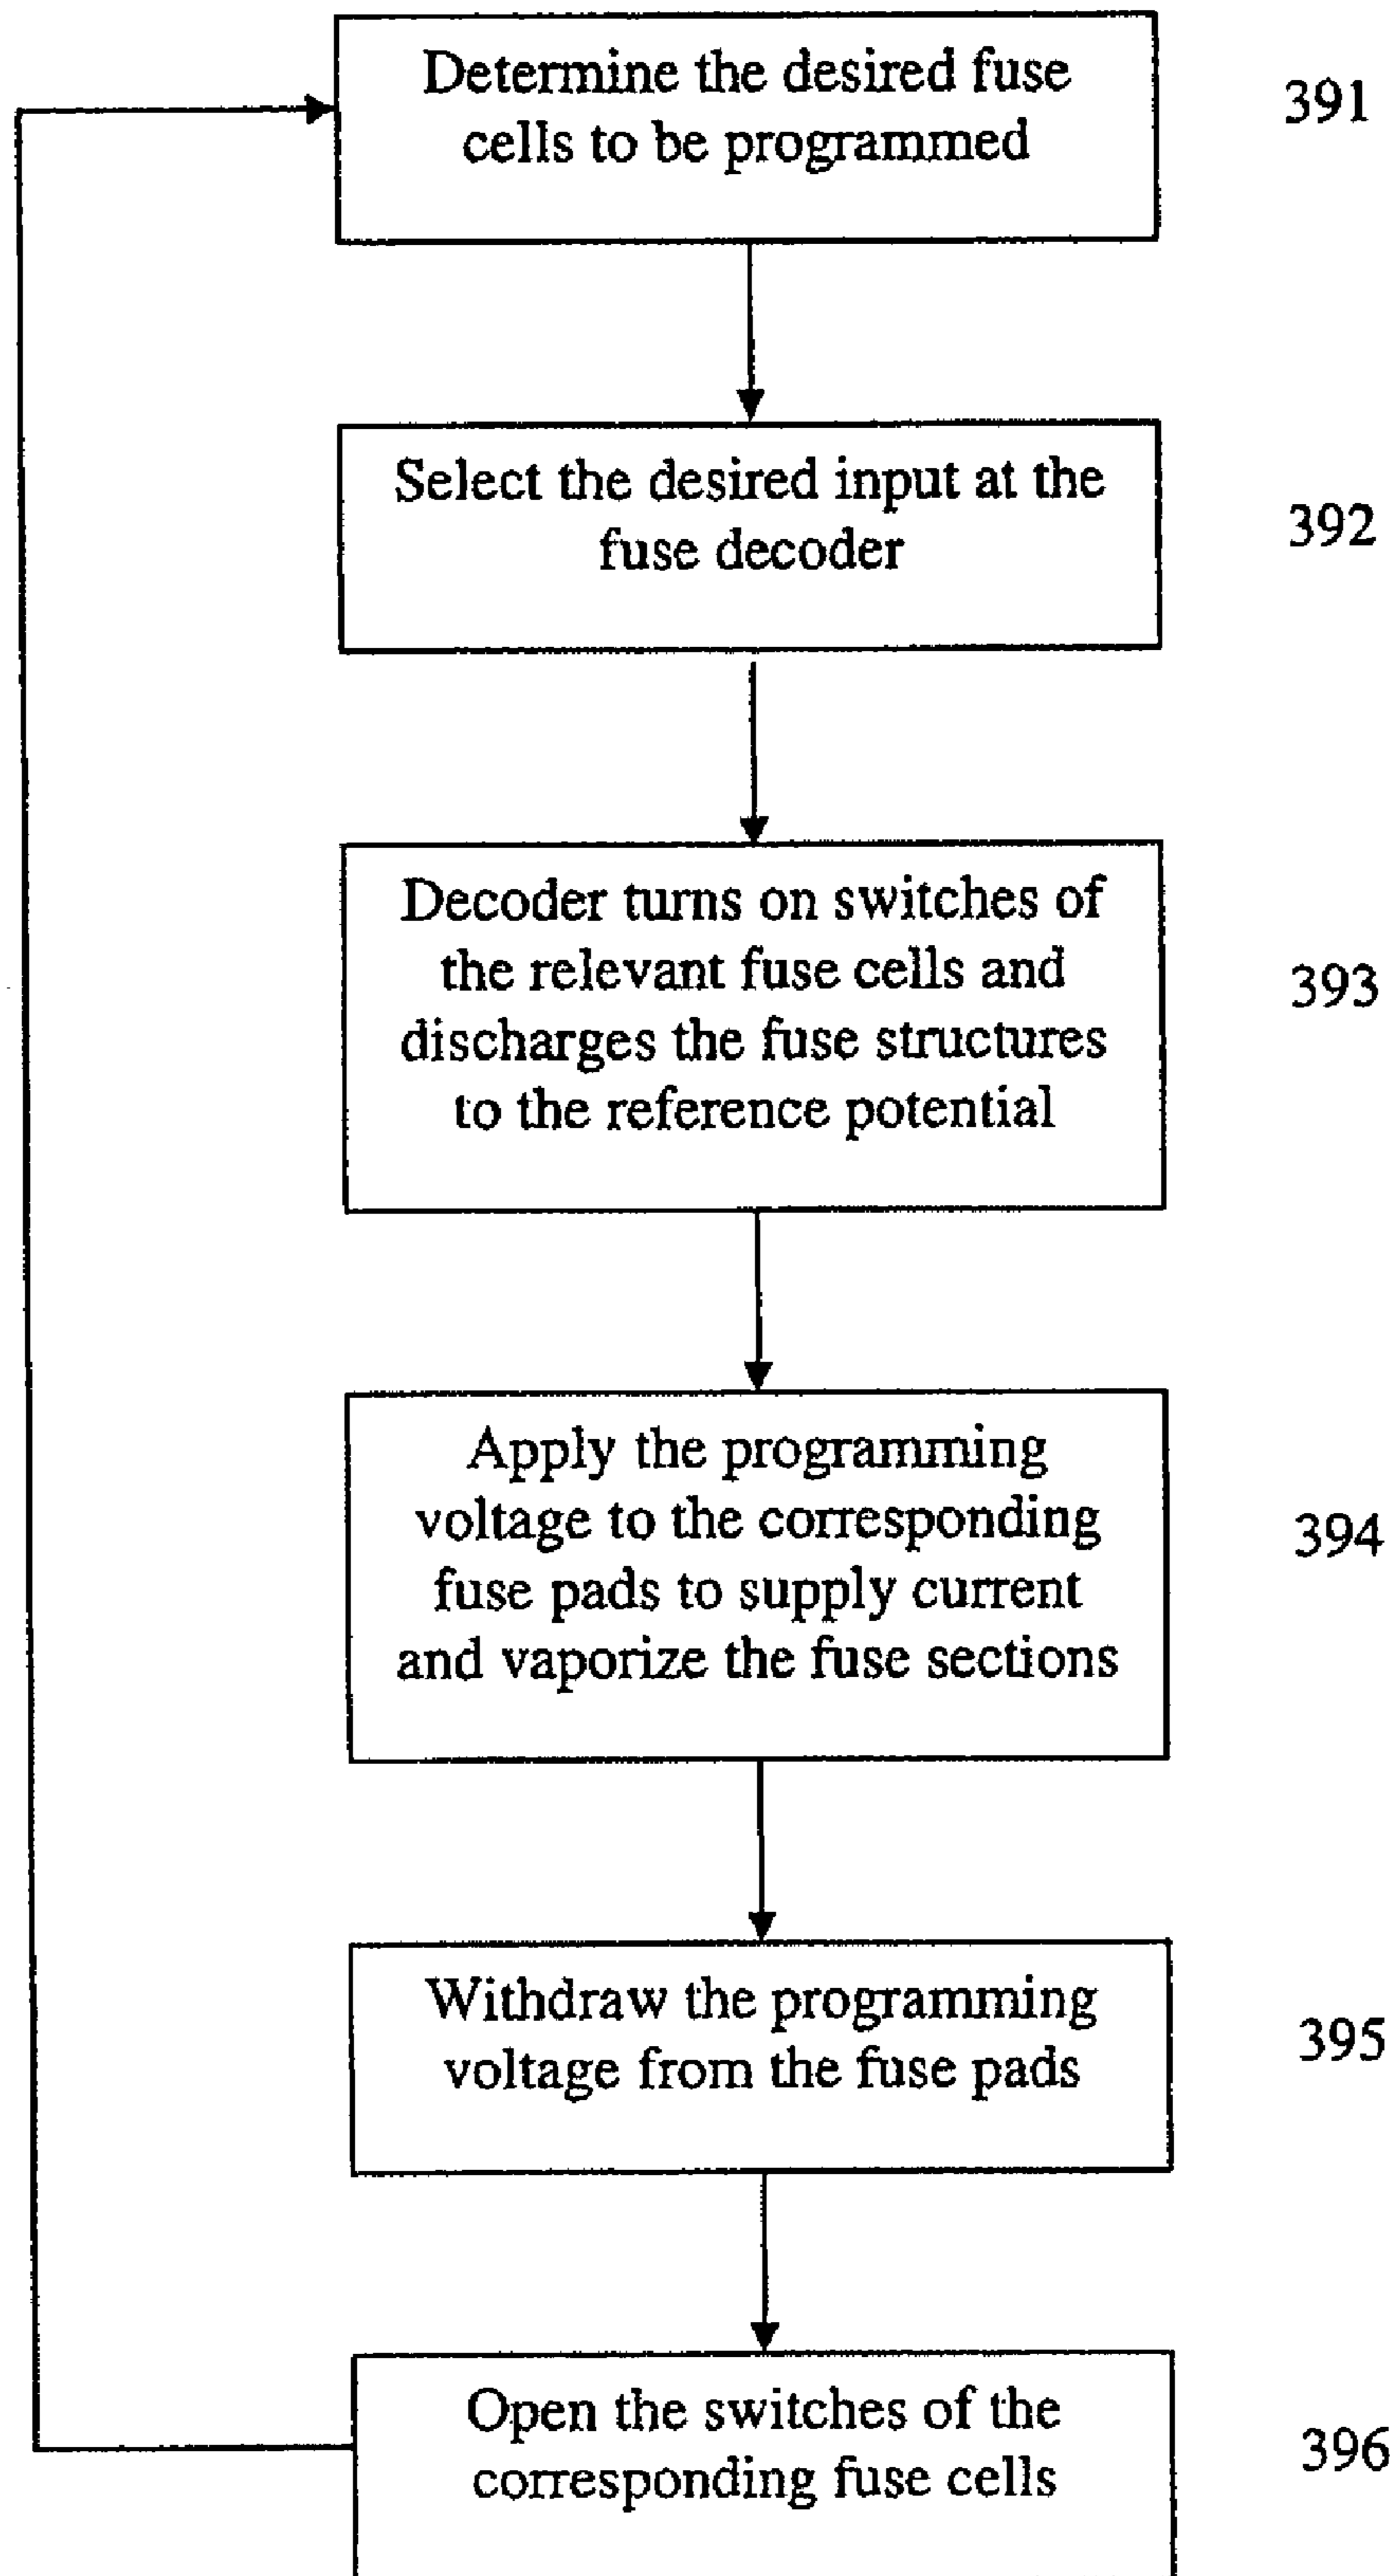 Determine the desired fuse
cells to be programmed
391
Select the desired input at the
fuse decoder
392
Decoder turns on switches of
the relevant fuse cells and
discharges the fuse structures
to the reference potential
393
Apply the programming
voltage to the corresponding
fuse pads to supply current
and vaporize the fuse sections
394
Withdraw the programming
voltage from the fuse pads
395
Open the switches of the
corresponding fuse cells
396